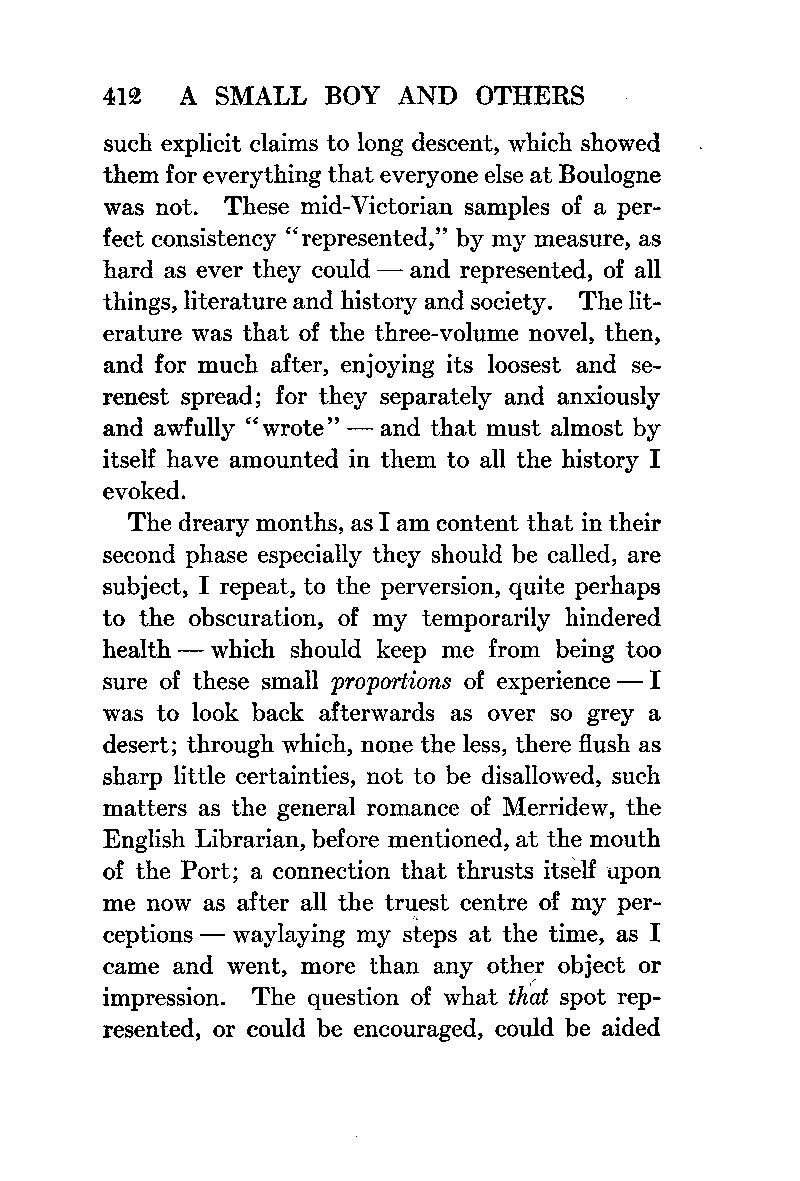 412 A SMALL BOY AND OTHERS
such explicit claims to long descent, which showed
them for everything that everyone else at Boulogne
was not. These mid-Victorian samples of a per-
fect consistency “represented,” by my measure, as
hard as ever they could — and represented, of all
things, literature and history and society. The lit-
erature was that of the three-volume novel, then,
and for much after, enjoying its loosest and se-
renest spread; for they separately and anxiously
and awfully “wrote” — and that must almost by
itself have amounted in them to all the history I
evoked.
The dreary months, as I am content that in their
second phase especially they should be called, are
subject, I repeat, to the perversion, quite perhaps
to the obscuration, of my temporarily hindered
health — which should keep me from being too
sure of these small proportions of experience — I
was to look back afterwards as over so grey a
desert; through which, none the less, there flush as
sharp little certainties, not to be disallowed, such
matters as the general romance of Merridew, the
English Librarian, before mentioned, at the mouth
of the Port; a connection that thrusts itself upon
me now as after all the truest centre of my per-
ceptions — waylaying my steps at the time, as I
came and went, more than any other object or
impression. The question of what that spot rep-
resented, or could be encouraged, could be aided